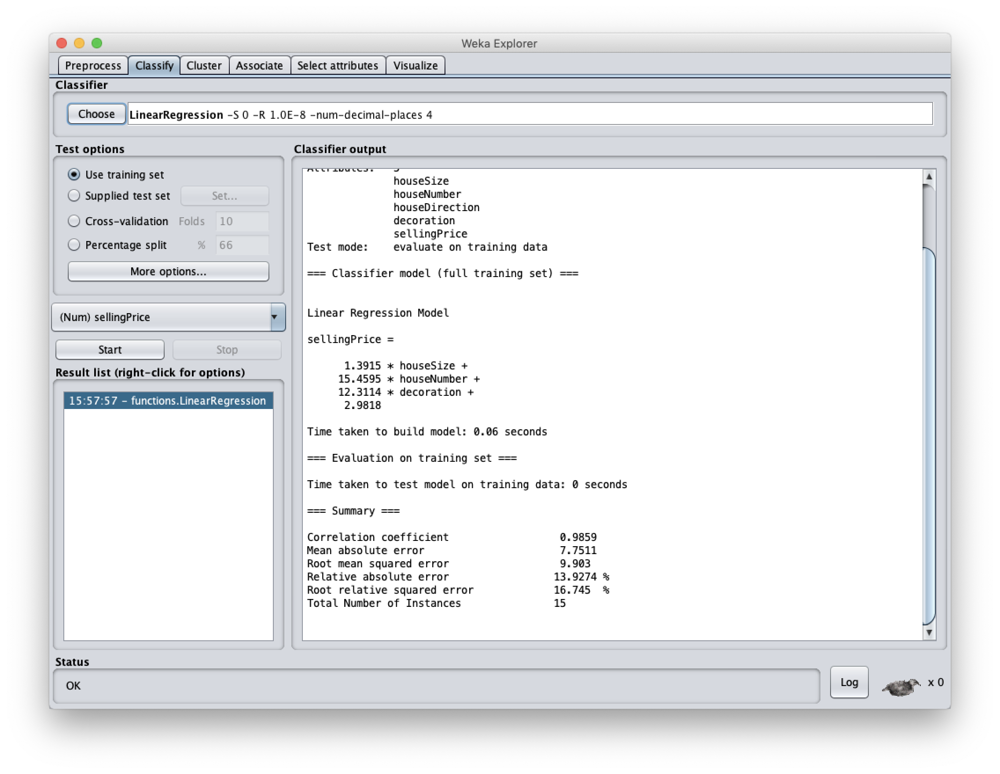 Weka Explorer
Preprocess Classify Cluster Associate Select attributes Visualize
Classifier
Choose LinearRegression -S 0 -R 1.0E-8 -num-decimal-places 4
Test options
Use training set
Supplied test set Set...
Cross-validation Folds 10
Percentage split % 66
More options...
(Num) sellingPrice
Start Stop
Result list (right-click for options)
15:57:57 - functions.LinearRegression
Classifier output
houseSize
houseNumber
houseDirection
decoration
sellingPrice
Test mode: evaluate on training data
=== Classifier model (full training set) ===
Linear Regression Model
sellingPrice =
1.3915 * houseSize +
15.4595 * houseNumber +
12.3114 * decoration +
2.9818
Time taken to build model: 0.06 seconds
=== Evaluation on training set ===
Time taken to test model on training data: 0 seconds
=== Summary ===
Correlation coefficient 0.9859
Mean absolute error 7.7511
Root mean squared error 9.903
Relative absolute error 13.9274 %
Root relative squared error 16.745 %
Total Number of Instances 15
Status
OK
Log x 0